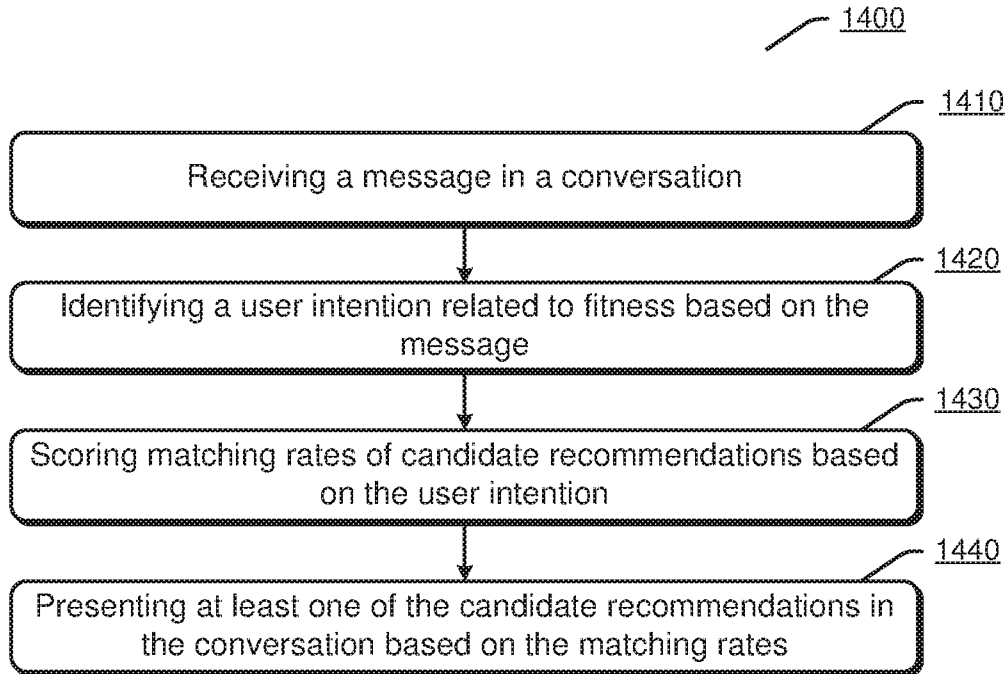 1400
1410
Receiving a message in a conversation
1420
Identifying a user intention related to fitness based on the
message
1430
Scoring matching rates of candidate recommendations based
on the user intention
1440
Presenting at least one of the candidate recommendations in
the conversation based on the matching rates